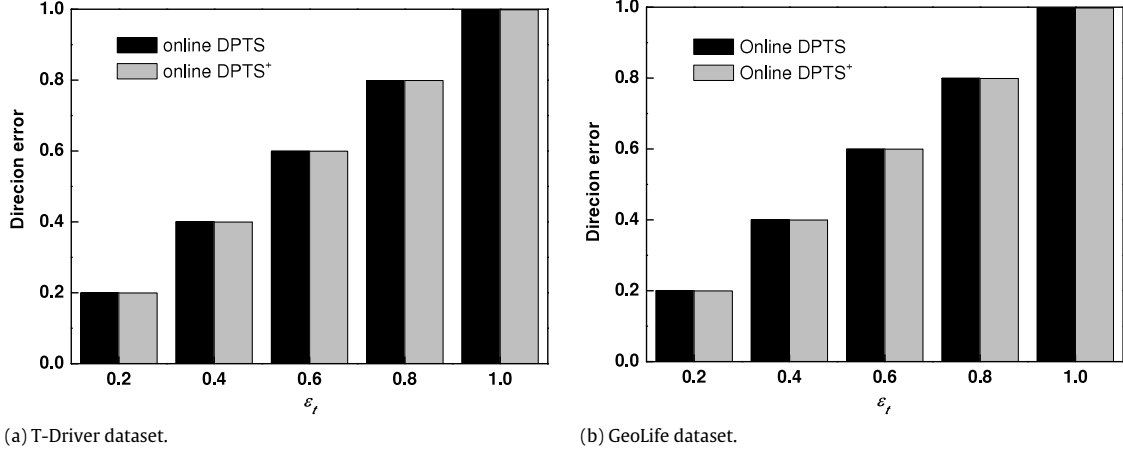 1.0
0.8
0.6
0.4
0.2
0.0
Direcion error
online DPTS
online DPTS⁺
0.2 0.4 0.6 0.8 1.0
εt
(a) T-Driver dataset.
1.0
0.8
0.6
0.4
0.2
0.0
Direcion error
Online DPTS
Online DPTS⁺
0.2 0.4 0.6 0.8 1.0
εt
(b) GeoLife dataset.